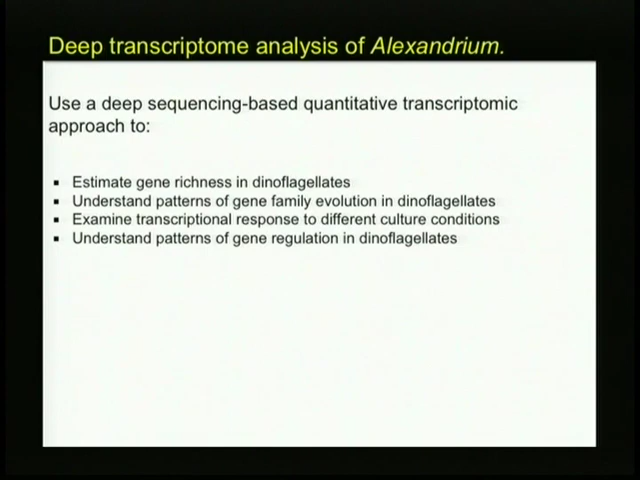 Deep transcriptome analysis of Alexandrium.
Use a deep sequencing-based quantitative transcriptomic
approach to:
▪ Estimate gene richness in dinoflagellates
▪ Understand patterns of gene family evolution in dinoflagellates
▪ Examine transcriptional response to different culture conditions
▪ Understand patterns of gene regulation in dinoflagellates